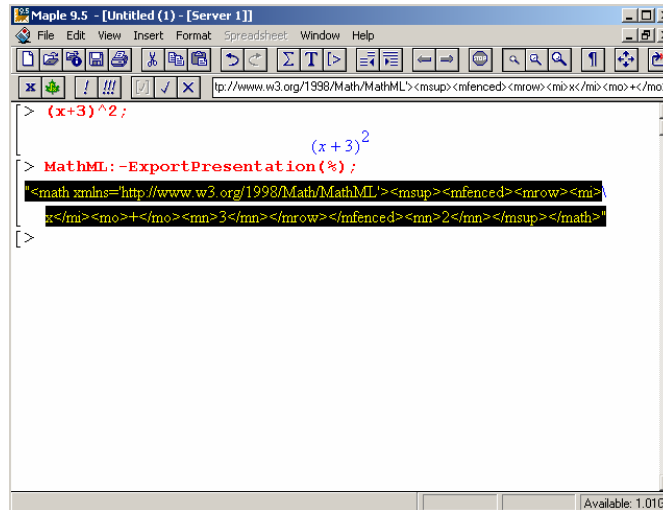 Maple 9.5 - [Untitled (1) - [Server 1]]
File Edit View Insert Format Spreadsheet Window Help
tp://www.w3.org/1998/Math/MathML'><msup><mfenced><mrow><mi>x</mi><mo>+</mo>
> (x+3)^2;
(x + 3)^2
> MathML:-ExportPresentation(%);
"<math xmlns='http://www.w3.org/1998/Math/MathML'><msup><mfenced><mrow><mi>\
x</mi><mo>+</mo><mn>3</mn></mrow></mfenced><mn>2</mn></msup></math>"
>
Available: 1.01G